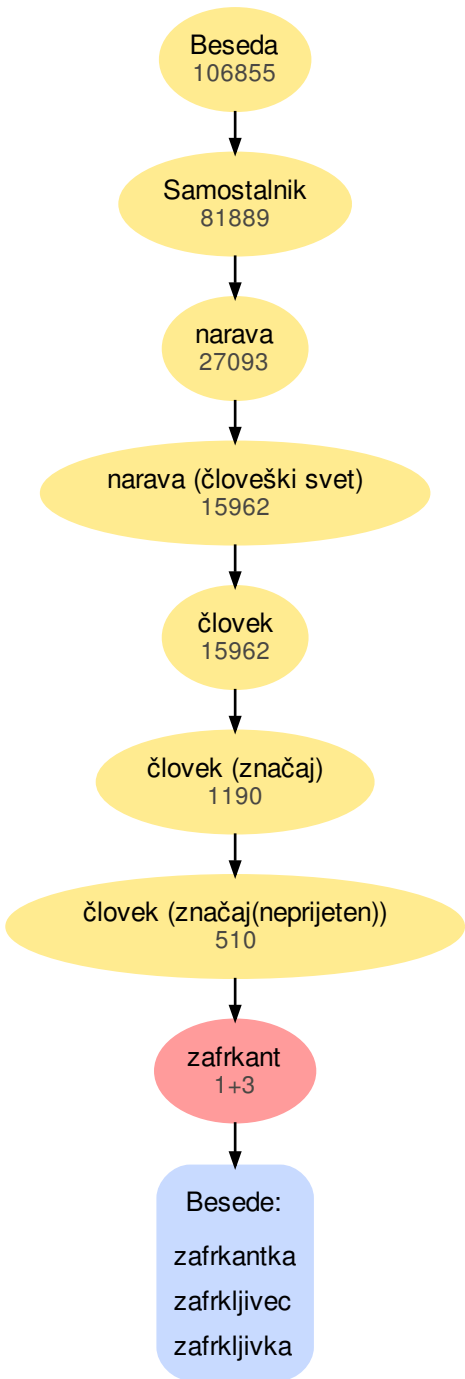 Beseda
106855
Samostalnik
81889
narava
27093
narava (človeški svet)
15962
človek
15962
človek (značaj)
1190
človek (značaj(neprijeten))
510
zafrkant
1+3
Besede:
zafrkantka
zafrkljivec
zafrkljivka